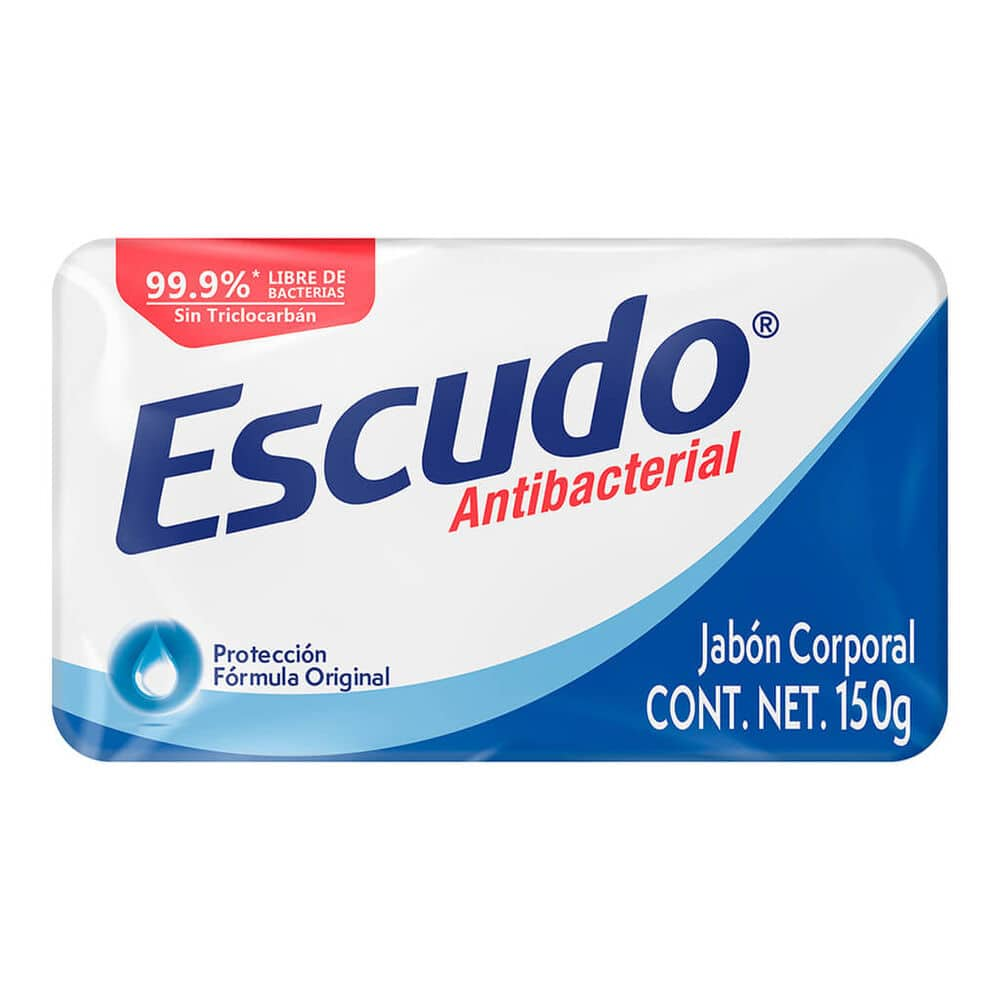 99.9%* LIBRE DE
BACTERIAS
Sin Triclocarbán
Escudo®
Antibacterial
Protección
Fórmula Original
Jabón Corporal
CONT. NET. 150g